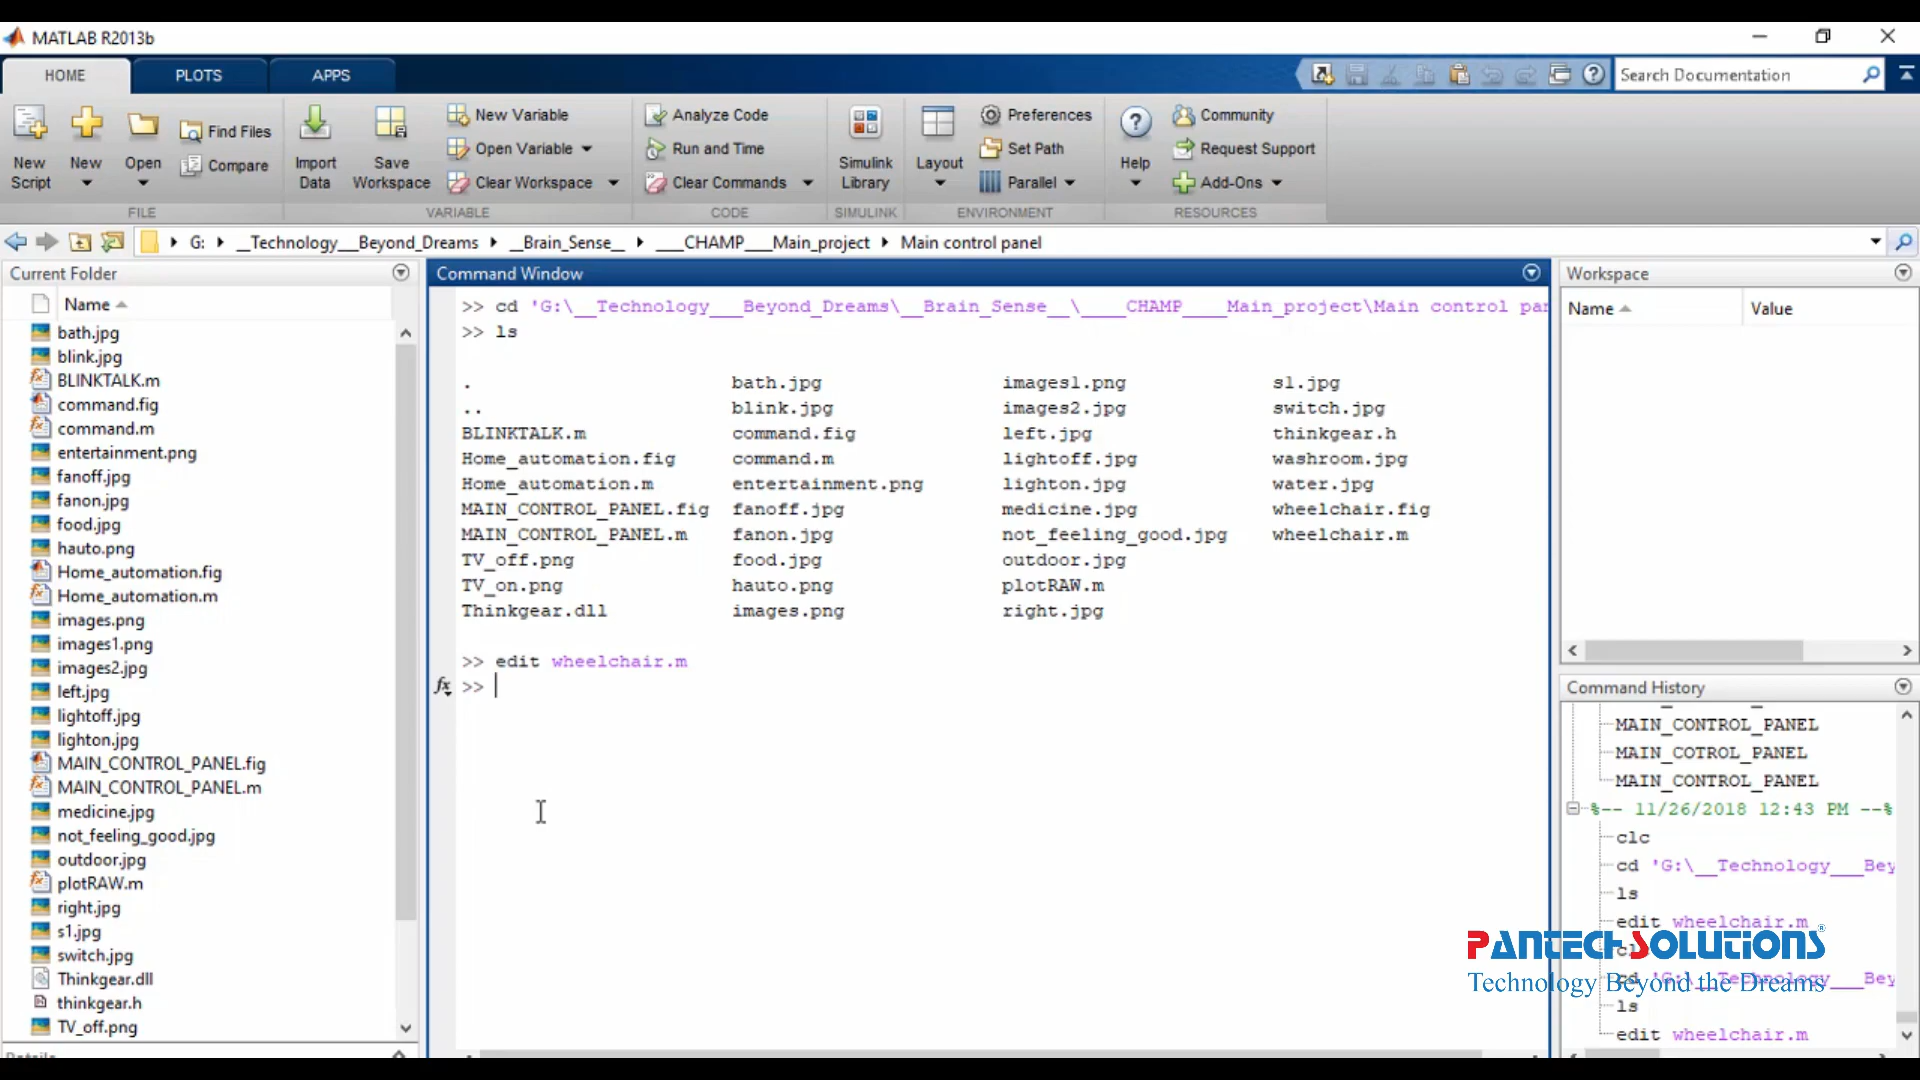 MATLAB R2013b
HOME
PLOTS
APPS
Search Documentation
New Script
New
Open
Find Files
Compare
Import Data
Save Workspace
New Variable
Open Variable
Clear Workspace
Analyze Code
Run and Time
Clear Commands
Simulink Library
Layout
Preferences
Set Path
Parallel
Help
Community
Request Support
Add-Ons
FILE
VARIABLE
CODE
SIMULINK
ENVIRONMENT
RESOURCES
G: __Technology___Beyond_Dreams __Brain_Sense__ ____CHAMP____Main_project Main control panel
Current Folder
Name
bath.jpg
blink.jpg
BLINKTALK.m
command.fig
command.m
entertainment.png
fanoff.jpg
fanon.jpg
food.jpg
hauto.png
Home_automation.fig
Home_automation.m
images.png
images1.png
images2.jpg
left.jpg
lightoff.jpg
lighton.jpg
MAIN_CONTROL_PANEL.fig
MAIN_CONTROL_PANEL.m
medicine.jpg
not_feeling_good.jpg
outdoor.jpg
plotRAW.m
right.jpg
s1.jpg
switch.jpg
Thinkgear.dll
thinkgear.h
TV_off.png
Command Window
>> cd 'G:\__Technology___Beyond_Dreams\__Brain_Sense__\____CHAMP____Main_project\Main control pan
>> ls
. bath.jpg images1.png s1.jpg
.. blink.jpg images2.jpg switch.jpg
BLINKTALK.m command.fig left.jpg thinkgear.h
Home_automation.fig command.m lightoff.jpg washroom.jpg
Home_automation.m entertainment.png lighton.jpg water.jpg
MAIN_CONTROL_PANEL.fig fanoff.jpg medicine.jpg wheelchair.fig
MAIN_CONTROL_PANEL.m fanon.jpg not_feeling_good.jpg wheelchair.m
TV_off.png food.jpg outdoor.jpg
TV_on.png hauto.png plotRAW.m
Thinkgear.dll images.png right.jpg
>> edit wheelchair.m
fx >>
Workspace
Name Value
Command History
MAIN_CONTROL_PANEL
MAIN_COTROL_PANEL
MAIN_CONTROL_PANEL
%-- 11/26/2018 12:43 PM --%
clc
cd 'G:\__Technology___Bey
ls
edit wheelchair.m
cd 'G:\__Technology___Bey
ls
edit wheelchair.m
PANTECH SOLUTIONS®
Technology Beyond the Dreams